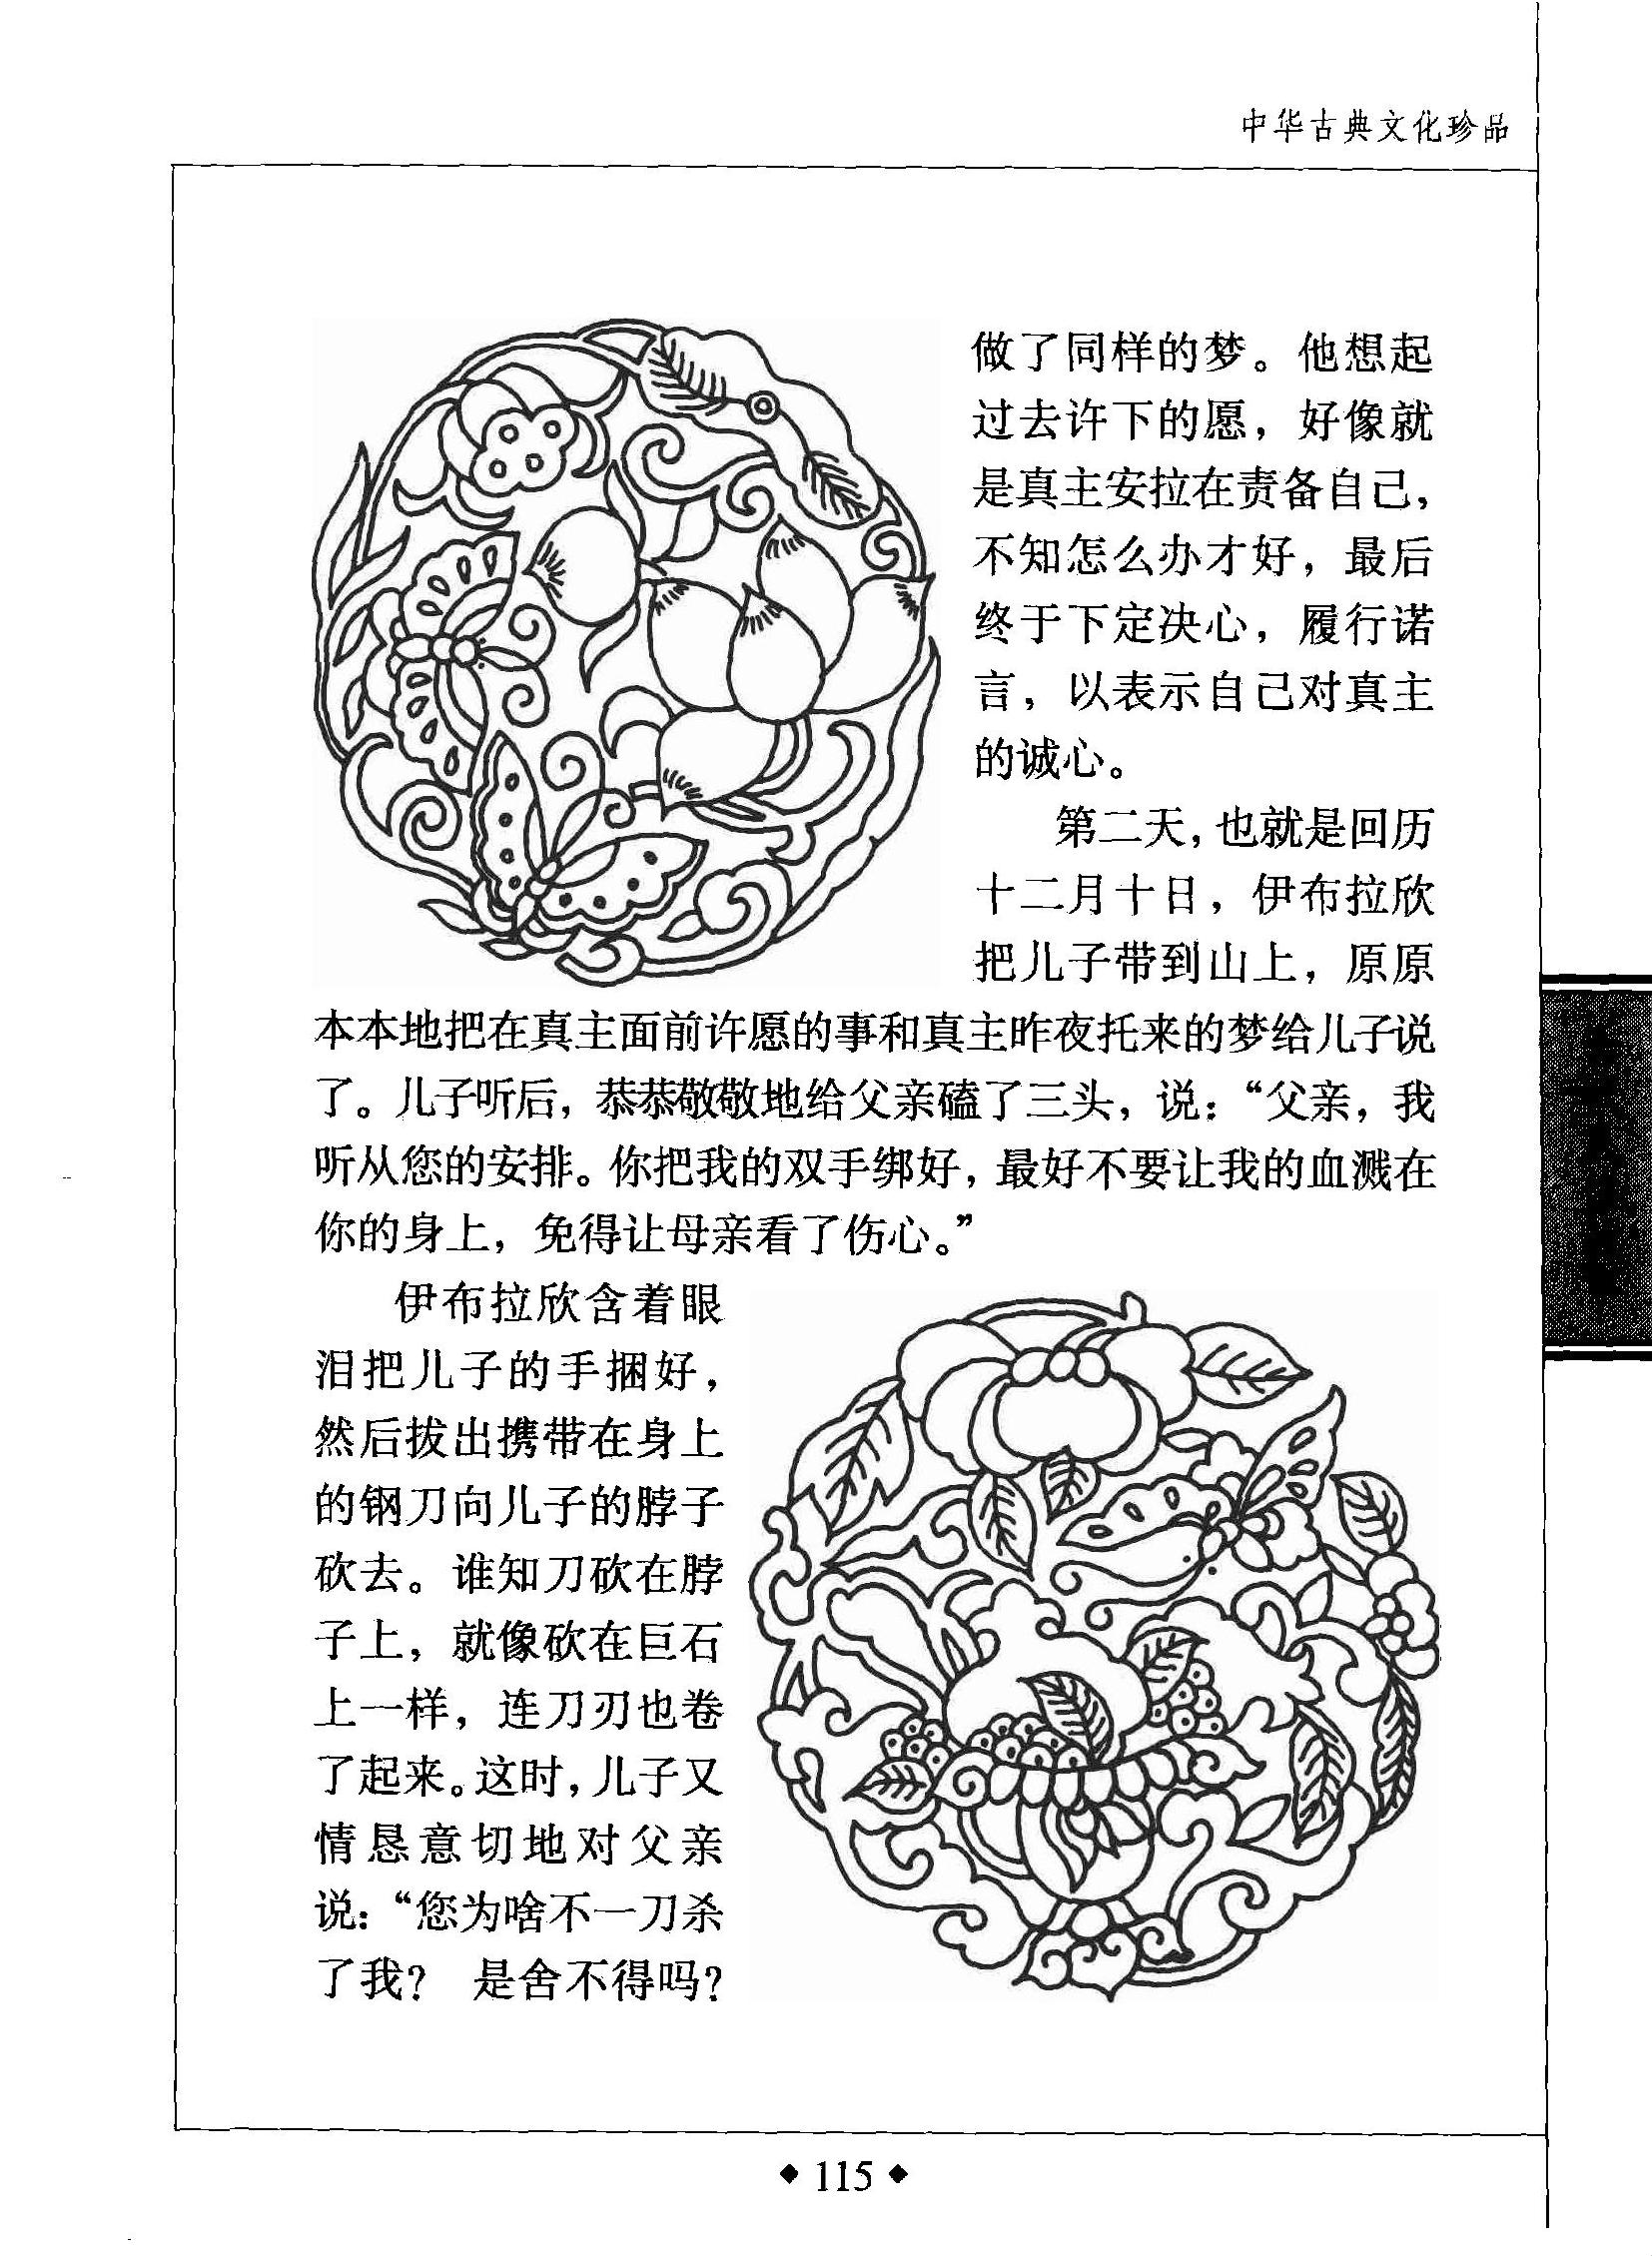 中华古典文化珍品
做了同样的梦。他想起
过去许下的愿，好像就
是真主安拉在责备自己，
不知怎么办才好，最后
终于下定决心，履行诺
言，以表示自己对真主
的诚心。
第二天，也就是回历
十二月十日，伊布拉欣
把儿子带到山上，原原
本本地把在真主面前许愿的事和真主昨夜托来的梦给儿子说
了。儿子听后，恭恭敬敬地给父亲磕了三头，说：“父亲，我
听从您的安排。你把我的双手绑好，最好不要让我的血溅在
你的身上，免得让母亲看了伤心。”
伊布拉欣含着眼
泪把儿子的手捆好，
然后拔出携带在身上
的钢刀向儿子的脖子
砍去。谁知刀砍在脖
子上，就像砍在巨石
上一样，连刀刃也卷
了起来。这时，儿子又
情恳意切地对父亲
说：“您为啥不一刀杀
了我？ 是舍不得吗？
◆ 115 ◆